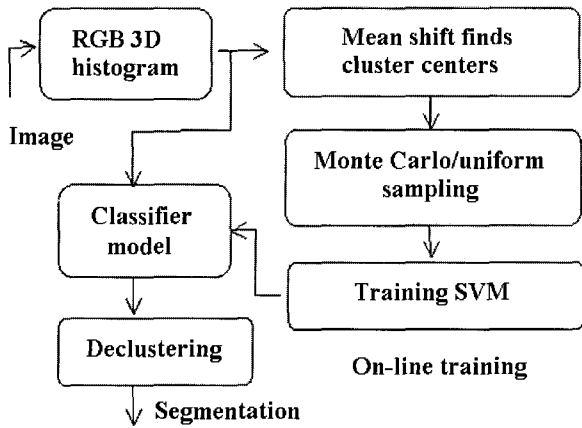 RGB 3D
histogram
Mean shift finds
cluster centers
Image
Monte Carlo/uniform
sampling
Classifier
model
Training SVM
Declustering
On-line training
Segmentation